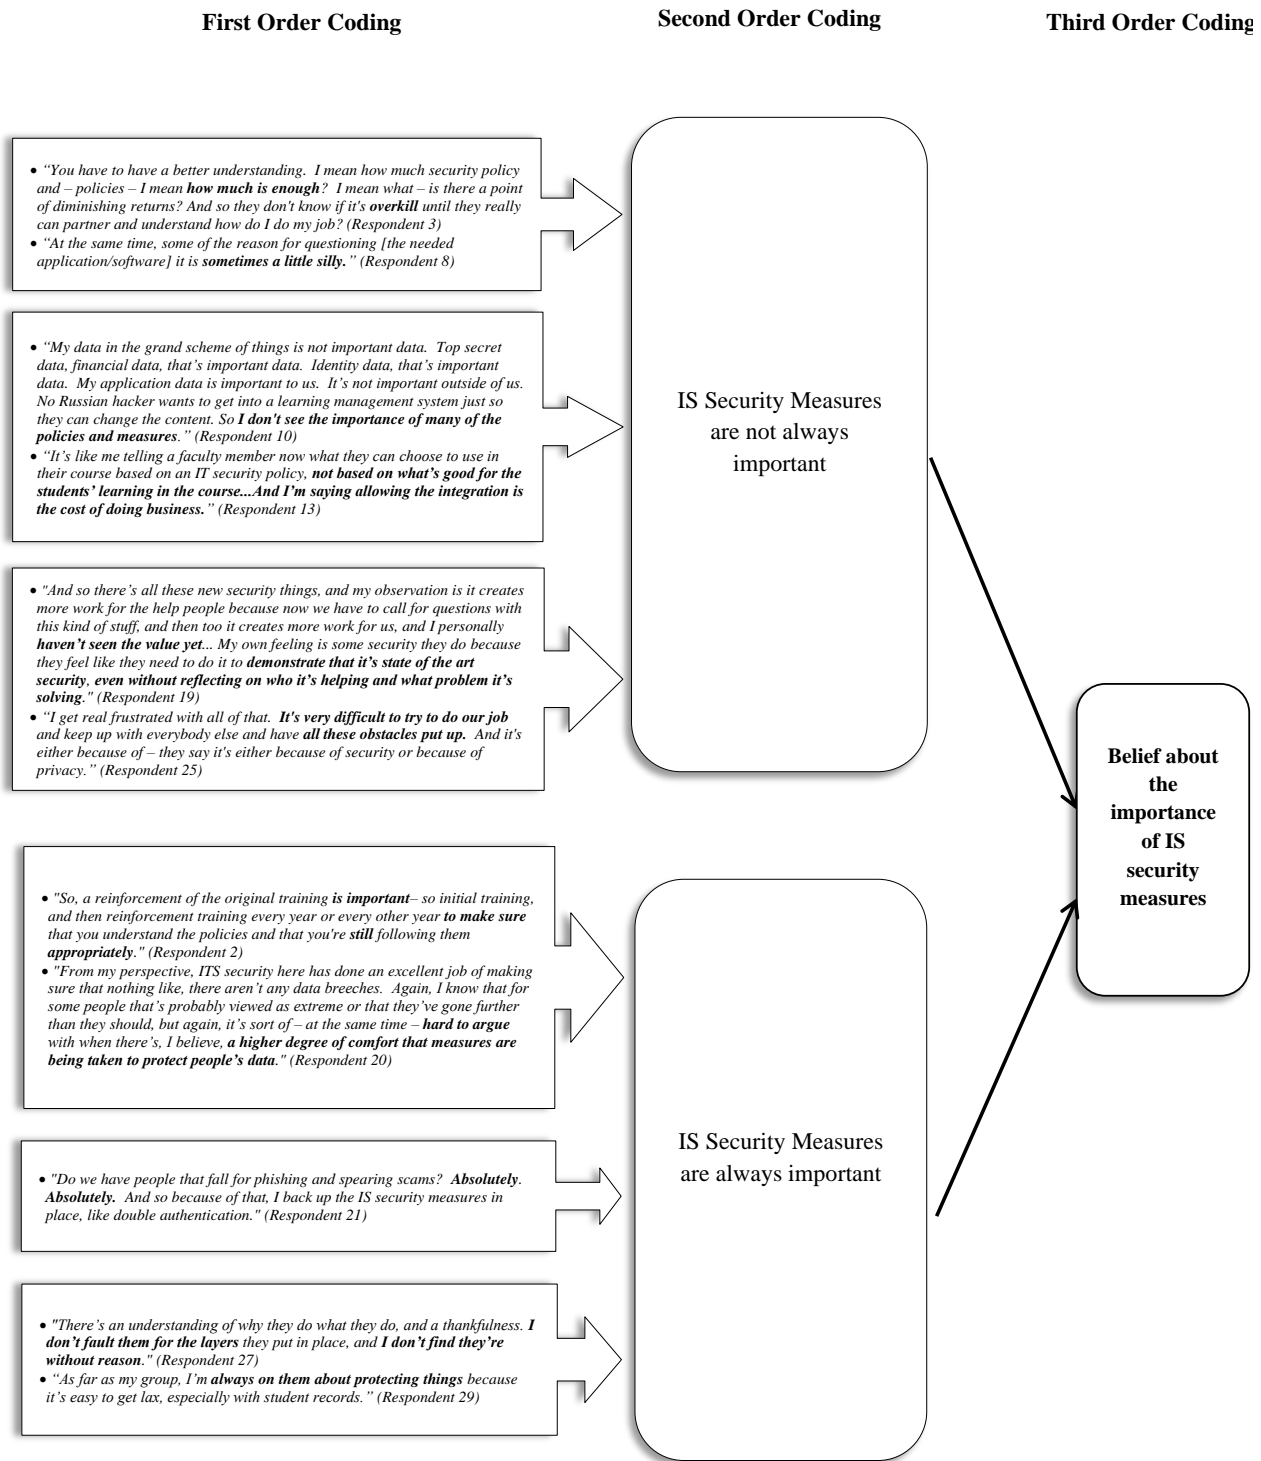 First Order Coding
Second Order Coding
Third Order Coding
• “You have to have a better understanding. I mean how much security policy
and – policies – I mean how much is enough? I mean what – is there a point
of diminishing returns? And so they don't know if it's overkill until they really
can partner and understand how do I do my job? (Respondent 3)
• “At the same time, some of the reason for questioning [the needed
application/software] it is sometimes a little silly.” (Respondent 8)
• “My data in the grand scheme of things is not important data. Top secret
data, financial data, that’s important data. Identity data, that’s important
data. My application data is important to us. It’s not important outside of us.
No Russian hacker wants to get into a learning management system just so
they can change the content. So I don't see the importance of many of the
policies and measures.” (Respondent 10)
• “It’s like me telling a faculty member now what they can choose to use in
their course based on an IT security policy, not based on what’s good for the
students’ learning in the course...And I’m saying allowing the integration is
the cost of doing business.” (Respondent 13)
• "And so there’s all these new security things, and my observation is it creates
more work for the help people because now we have to call for questions with
this kind of stuff, and then too it creates more work for us, and I personally
haven’t seen the value yet... My own feeling is some security they do because
they feel like they need to do it to demonstrate that it’s state of the art
security, even without reflecting on who it’s helping and what problem it’s
solving." (Respondent 19)
• “I get real frustrated with all of that. It's very difficult to try to do our job
and keep up with everybody else and have all these obstacles put up. And it's
either because of – they say it's either because of security or because of
privacy.” (Respondent 25)
IS Security Measures
are not always
important
• "So, a reinforcement of the original training is important– so initial training,
and then reinforcement training every year or every other year to make sure
that you understand the policies and that you're still following them
appropriately." (Respondent 2)
• "From my perspective, ITS security here has done an excellent job of making
sure that nothing like, there aren’t any data breeches. Again, I know that for
some people that’s probably viewed as extreme or that they’ve gone further
than they should, but again, it’s sort of – at the same time – hard to argue
with when there’s, I believe, a higher degree of comfort that measures are
being taken to protect people’s data." (Respondent 20)
• "Do we have people that fall for phishing and spearing scams? Absolutely.
Absolutely. And so because of that, I back up the IS security measures in
place, like double authentication." (Respondent 21)
• "There’s an understanding of why they do what they do, and a thankfulness. I
don’t fault them for the layers they put in place, and I don’t find they’re
without reason." (Respondent 27)
• “As far as my group, I’m always on them about protecting things because
it’s easy to get lax, especially with student records.” (Respondent 29)
IS Security Measures
are always important
Belief about
the
importance
of IS
security
measures